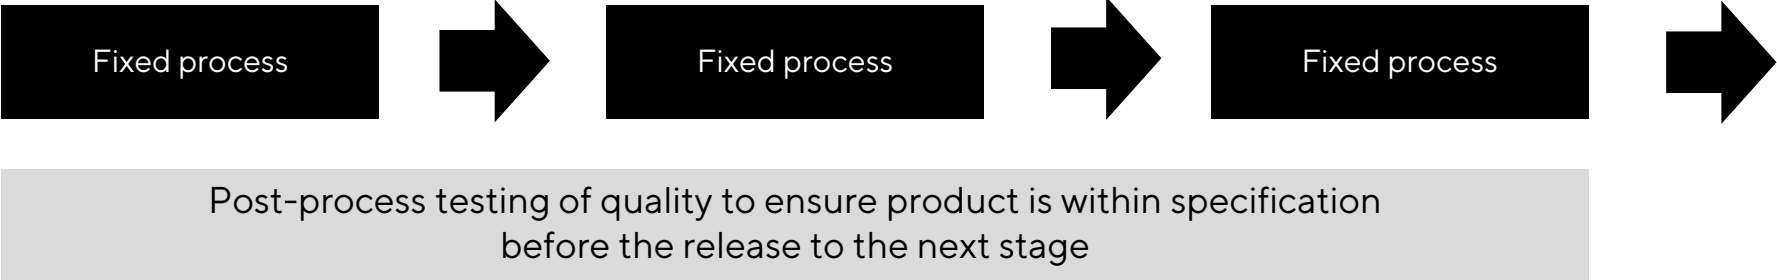 Fixed process
Fixed process
Fixed process
Post-process testing of quality to ensure product is within specification
before the release to the next stage